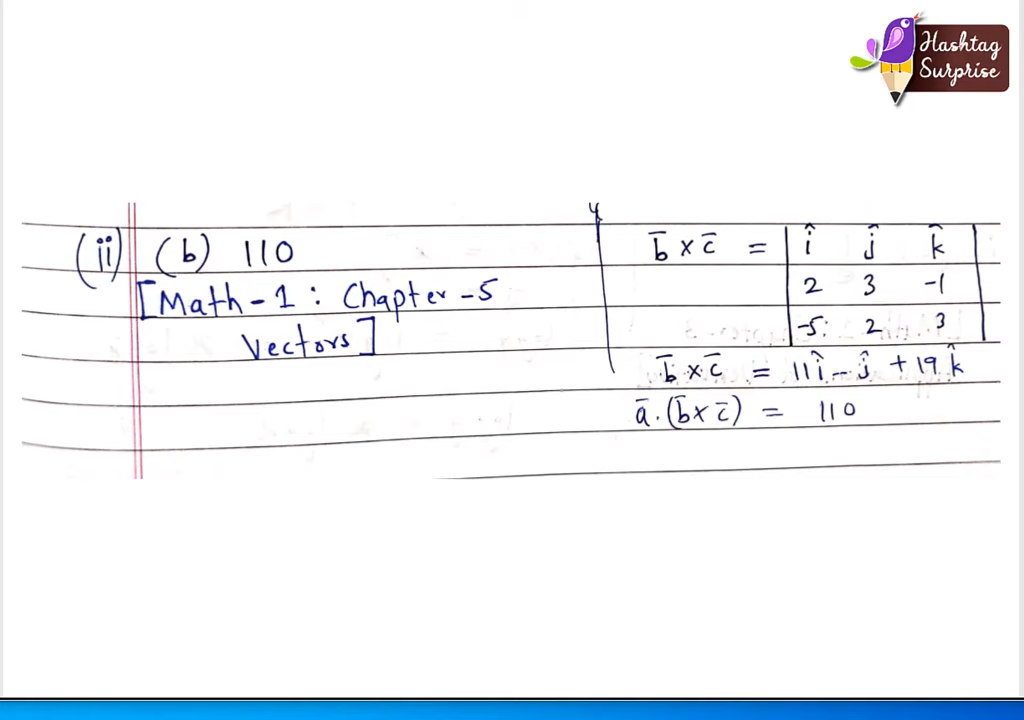 Hashtag
Surprise
(ii) (b) 110
[Math-1 : Chapter-5
Vectors]
b̄ × c̄ = | î ĵ k̂ |
| 2 3 -1 |
| -5 2 3 |
b̄ × c̄ = 11î - ĵ + 19k̂
ā . (b̄ × c̄) = 110